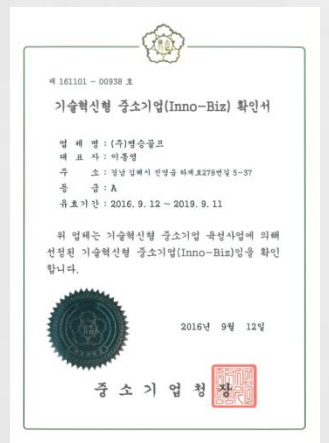 제 161101 - 00938 호
기술혁신형 중소기업(Inno-Biz) 확인서
업 체 명 : (주)명승골프
대 표 자 : 이종명
주 소 : 경남 김해시 진영읍 하계로278번길 5-37
등 급 : A
유효기간 : 2016. 9. 12 ~ 2019. 9. 11
위 업체는 기술혁신형 중소기업 육성사업에 의해
선정된 기술혁신형 중소기업(Inno-Biz)임을 확인
합니다.
2016년 9월 12일
중 소 기 업 청 장